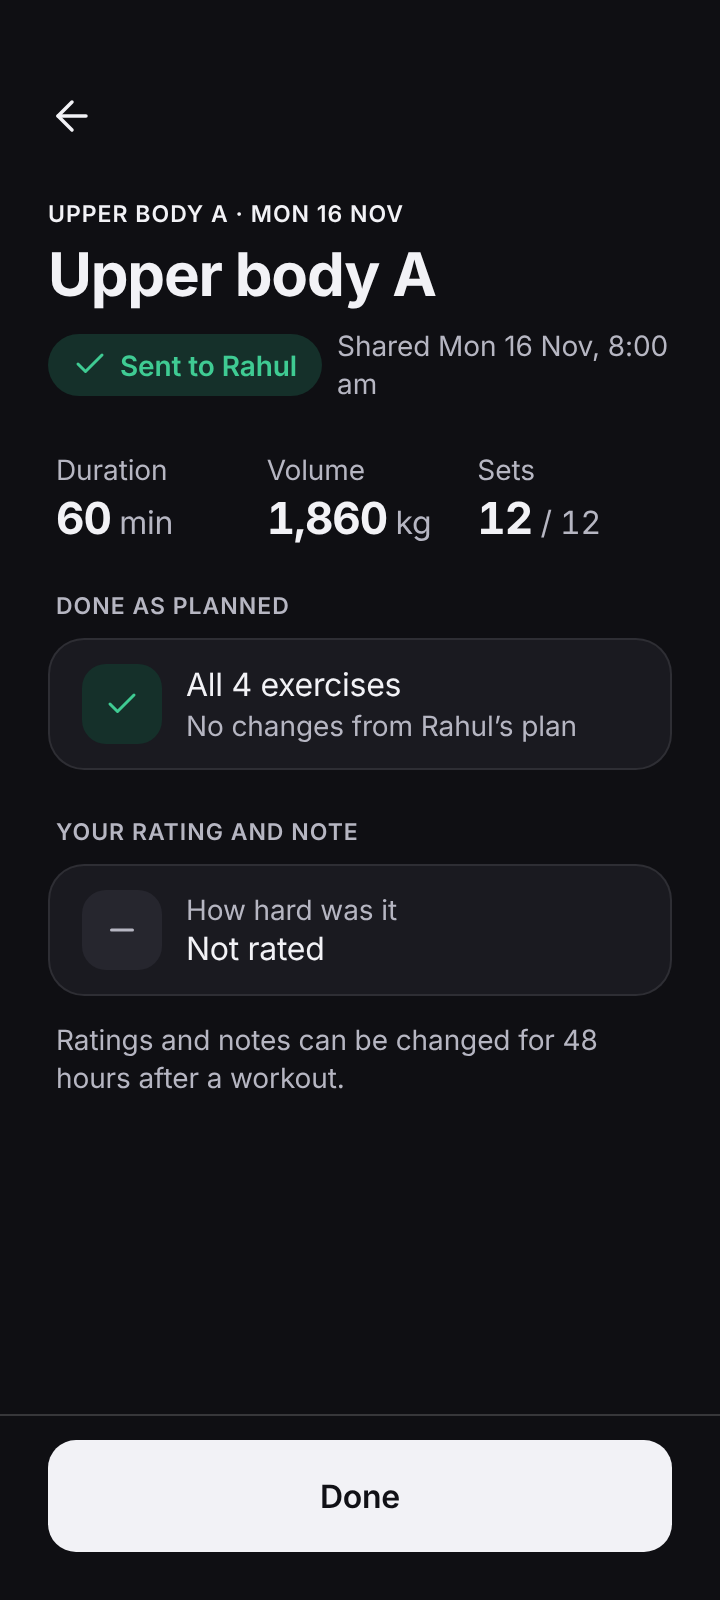 UPPER BODY A · MON 16 NOV
Upper body A
Sent to Rahul
Shared Mon 16 Nov, 8:00
am
Duration
Volume
Sets
60 min
1,860 kg
12 / 12
DONE AS PLANNED
All 4 exercises
No changes from Rahul’s plan
YOUR RATING AND NOTE
How hard was it
Not rated
Ratings and notes can be changed for 48
hours after a workout.
Done